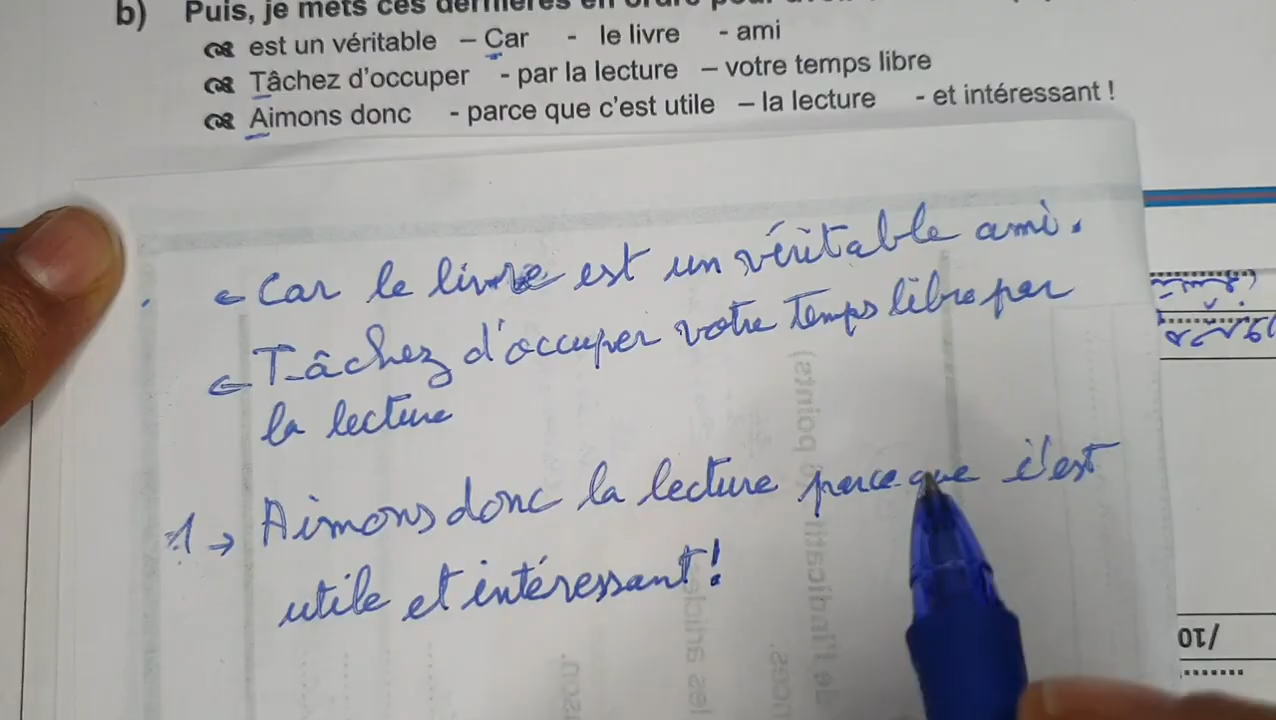 b) Puis, je mets ces dernières en ordre pour
est un véritable – Car - le livre - ami
Tâchez d'occuper - par la lecture – votre temps libre
Aimons donc - parce que c'est utile – la lecture - et intéressant !
Car le livre est un véritable ami.
Tâchez d'occuper votre temps libre par
la lecture
1 → Aimons donc la lecture parce que c'est
utile et intéressant!
/10